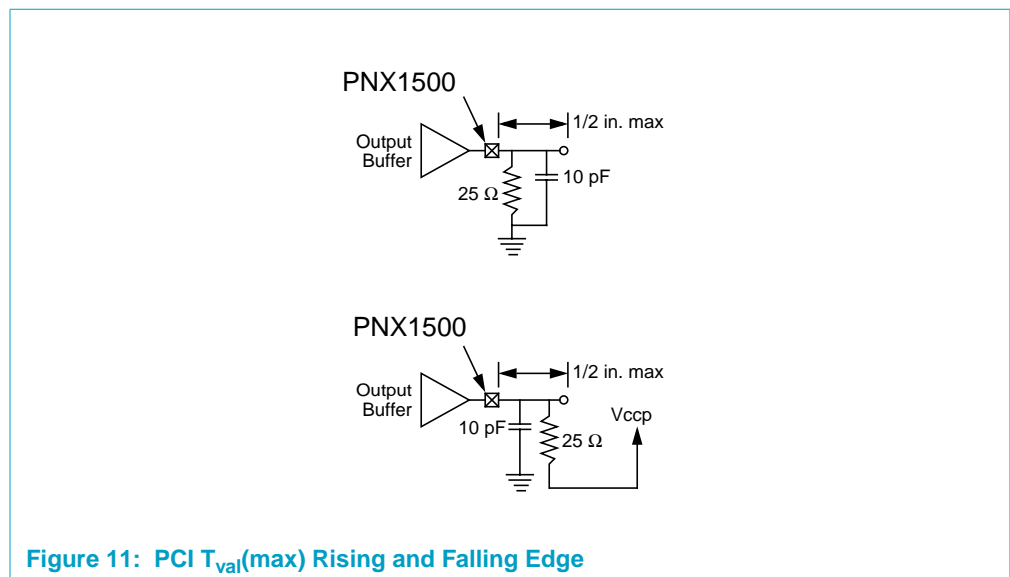 PNX1500
1/2 in. max
Output
Buffer
10 pF
25 Ω
PNX1500
1/2 in. max
Output
Buffer
Vccp
10 pF
25 Ω
Figure 11: PCI Tval(max) Rising and Falling Edge